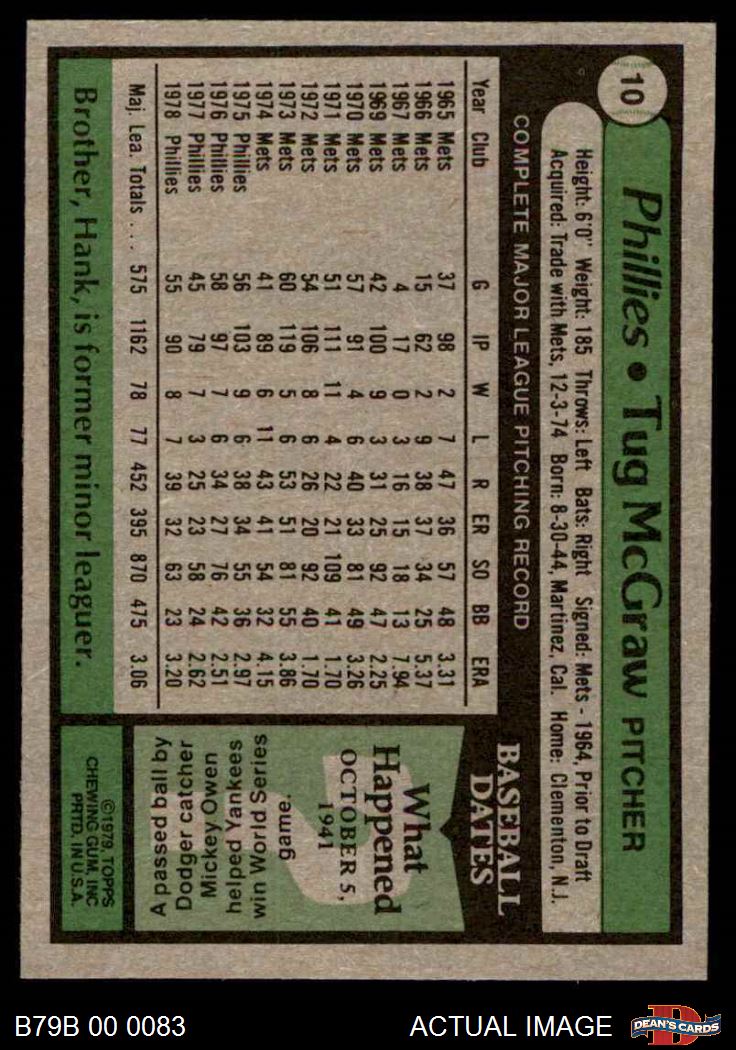 10
Phillies • Tug McGraw PITCHER
Height: 6'0" Weight: 185 Throws: Left Bats: Right Signed: Mets - 1964, Prior to Draft
Acquired: Trade with Mets, 12-3-74 Born: 8-30-44, Martinez, Cal. Home: Clementon, N.J.
COMPLETE MAJOR LEAGUE PITCHING RECORD
Year Club G IP W L R ER SO BB ERA
1965 Mets 37 98 2 7 47 36 57 48 3.31
1966 Mets 15 62 2 9 38 37 34 25 5.37
1967 Mets 4 17 0 3 16 15 18 13 7.94
1969 Mets 42 100 9 3 31 25 92 47 2.25
1970 Mets 57 91 4 6 40 33 81 49 3.26
1971 Mets 51 111 11 4 22 21 109 41 1.70
1972 Mets 54 106 8 6 26 20 92 40 1.70
1973 Mets 60 119 5 6 53 51 81 55 3.86
1974 Mets 41 89 6 11 43 41 54 32 4.15
1975 Phillies 56 103 9 6 38 34 55 36 2.97
1976 Phillies 58 97 7 6 34 27 76 42 2.51
1977 Phillies 45 79 7 3 25 23 58 24 2.62
1978 Phillies 55 90 8 7 39 32 63 23 3.20
Maj. Lea. Totals . . . 575 1162 78 77 452 395 870 475 3.06
Brother, Hank, is former minor leaguer.
BASEBALL
DATES
What
Happened
OCTOBER 5,
1941
A passed ball by
Dodger catcher
Mickey Owen
helped Yankees
win World Series
game.
©1979, TOPPS
CHEWING GUM, INC
PRTD. IN U.S.A.
B79B 00 0083
ACTUAL IMAGE
DEAN'S CARDS